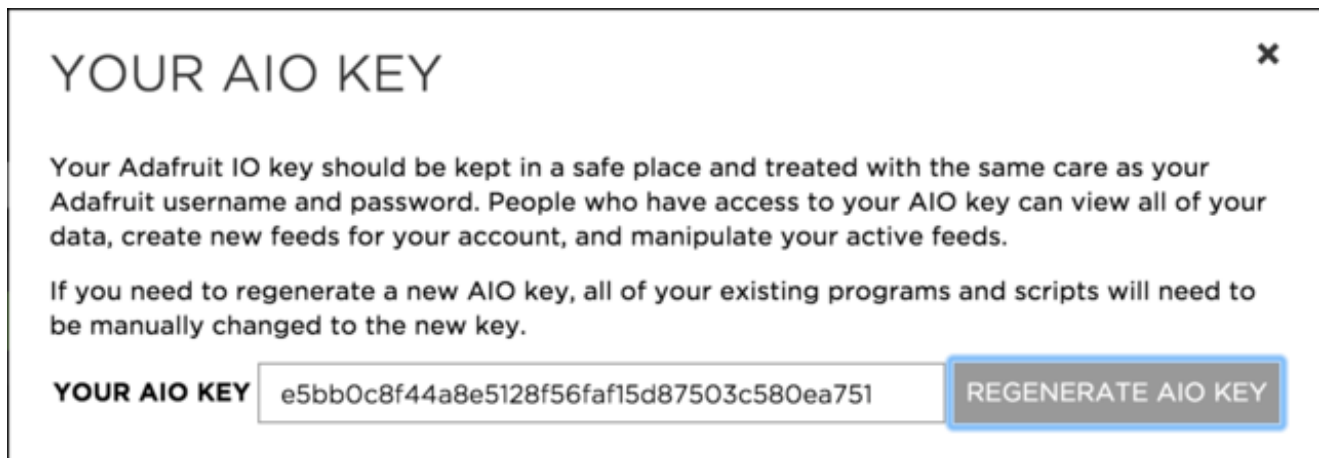 YOUR AIO KEY
Your Adafruit IO key should be kept in a safe place and treated with the same care as your
Adafruit username and password. People who have access to your AIO key can view all of your
data, create new feeds for your account, and manipulate your active feeds.
If you need to regenerate a new AIO key, all of your existing programs and scripts will need to
be manually changed to the new key.
YOUR AIO KEY e5bb0c8f44a8e5128f56faf15d87503c580ea751 REGENERATE AIO KEY